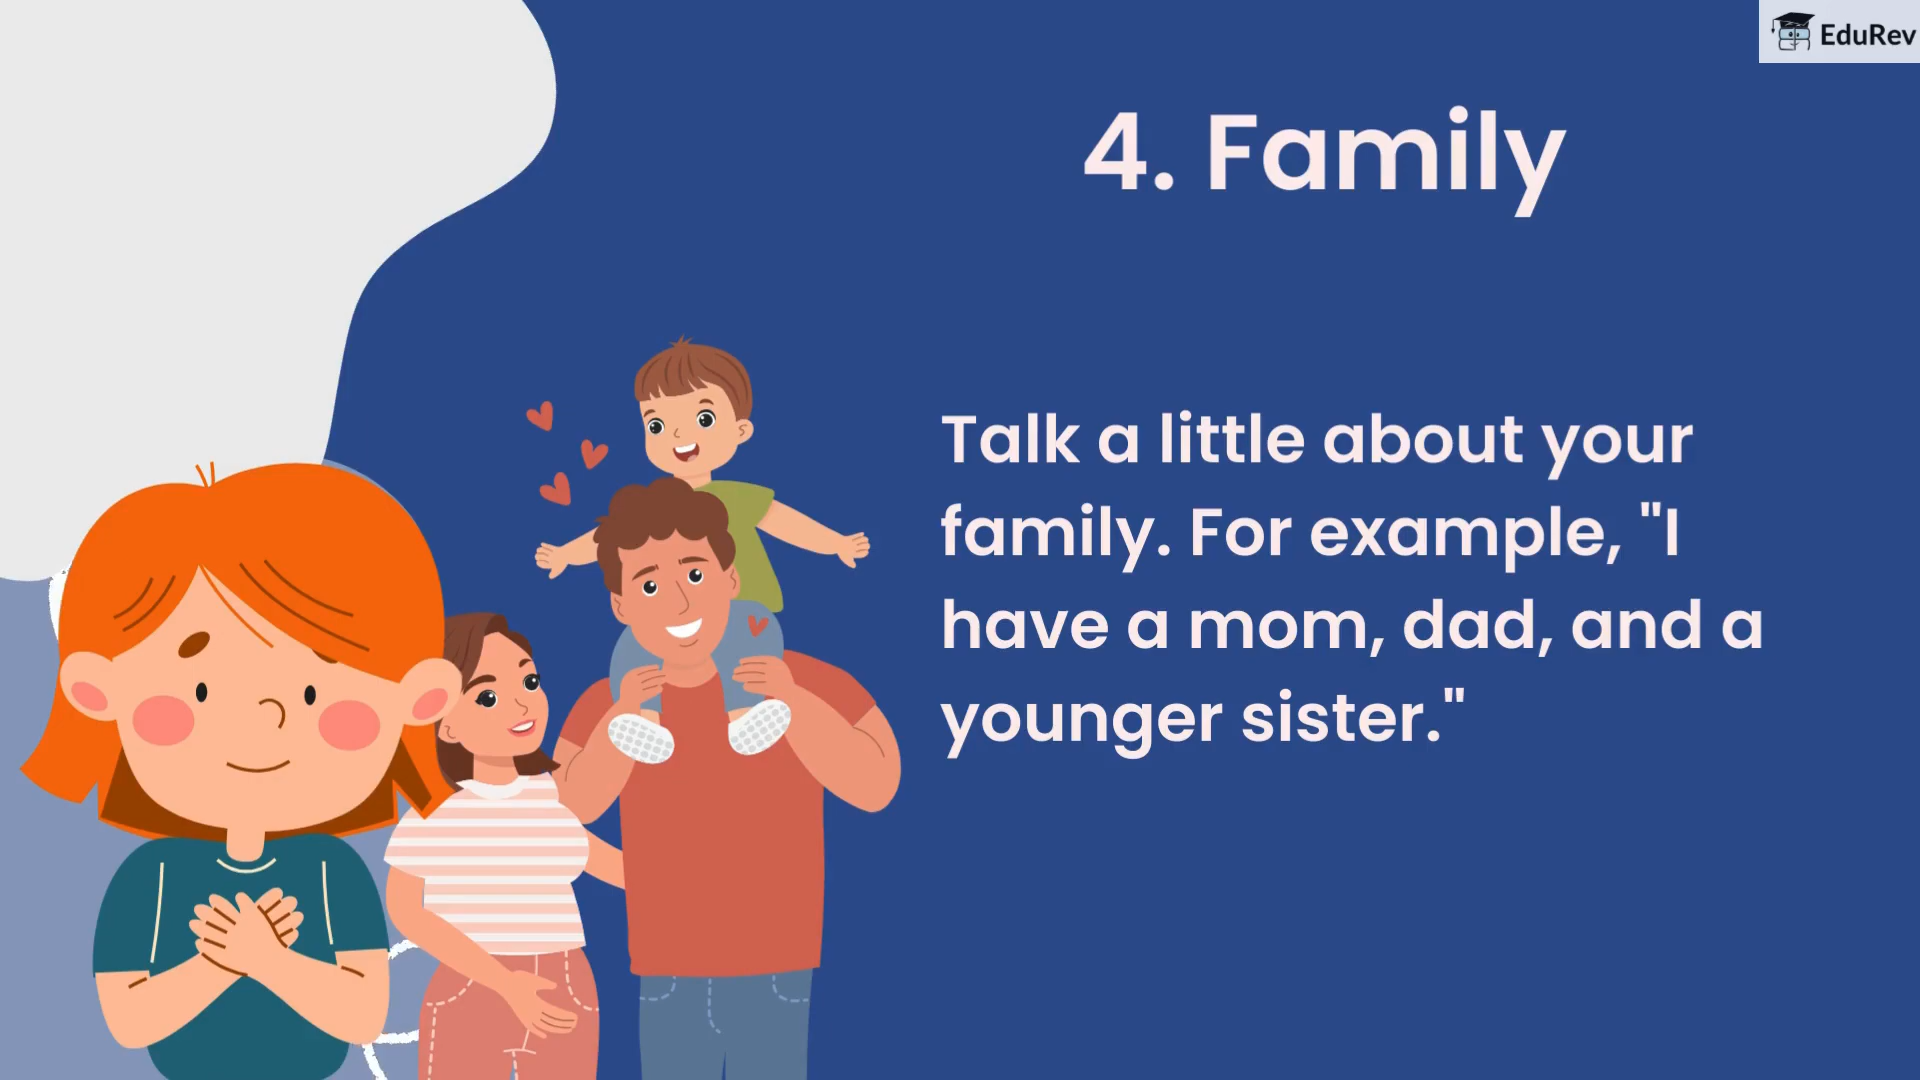 EduRev
4. Family
Talk a little about your
family. For example, "I
have a mom, dad, and a
younger sister."